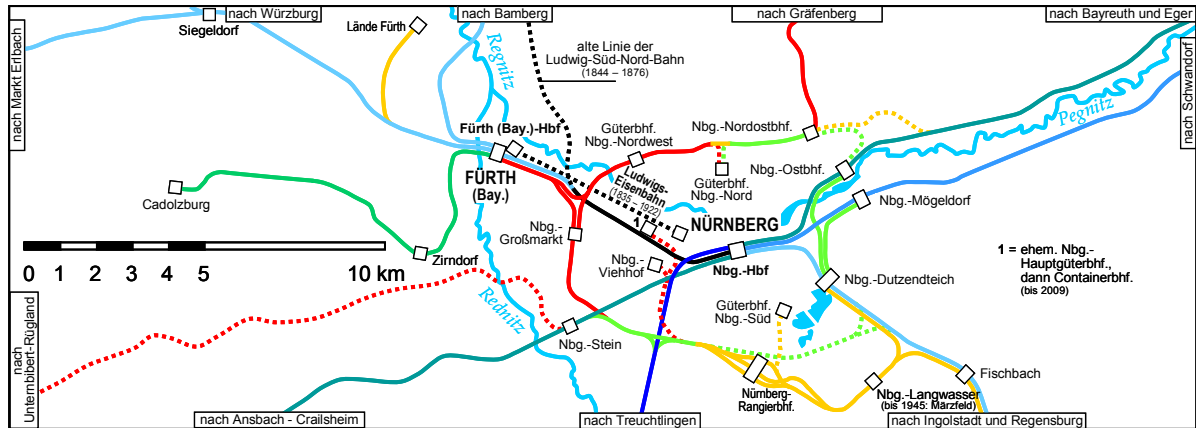 nach Würzburg
nach Bamberg
nach Gräfenberg
nach Bayreuth und Eger
Siegeldorf
Lände Fürth
Regnitz
alte Linie der
Ludwig-Süd-Nord-Bahn
(1844 – 1876)
nach Markt Erlbach
nach Schwandorf
Pegnitz
Fürth (Bay.)-Hbf
Güterbhf.
Nbg.-Nordwest
Nbg.-Nordostbhf.
FÜRTH
(Bay.)
Ludwigs-
Eisenbahn
(1835 – 1922)
Güterbhf.
Nbg.-Nord
Nbg.-Ostbhf.
Cadolzburg
Nbg.-Mögeldorf
NÜRNBERG
1
Nbg.-
Großmarkt
Nbg.-
Viehhof
Nbg.-Hbf
Zirndorf
0 1 2 3 4 5 10 km
1 = ehem. Nbg.-
Hauptgüterbhf.,
dann Containerbhf.
(bis 2009)
Nbg.-Dutzendteich
Rednitz
Güterbhf.
Nbg.-Süd
Nbg.-Stein
nach
Unternbibert-Rügland
Fischbach
Nürnberg-
Rangierbhf.
Nbg.-Langwasser
(bis 1945: Märzfeld)
nach Ansbach - Crailsheim
nach Treuchtlingen
nach Ingolstadt und Regensburg